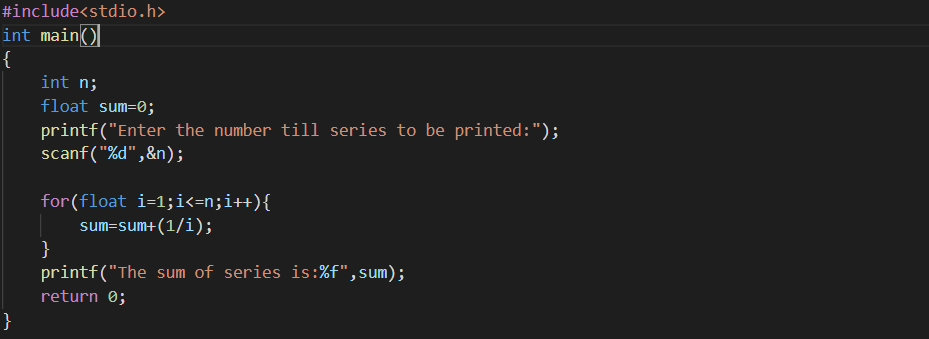 #include<stdio.h>
int main()
{
    int n;
    float sum=0;
    printf("Enter the number till series to be printed:");
    scanf("%d",&n);

    for(float i=1;i<=n;i++){
        sum=sum+(1/i);
    }
    printf("The sum of series is:%f",sum);
    return 0;
}